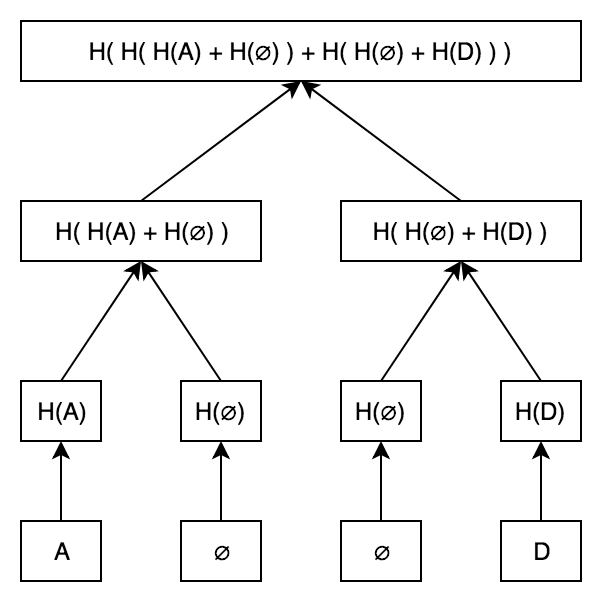 H( H( H(A) + H(∅) ) + H( H(∅) + H(D) ) )
H( H(A) + H(∅) )
H( H(∅) + H(D) )
H(A)
H(∅)
H(∅)
H(D)
A
∅
∅
D